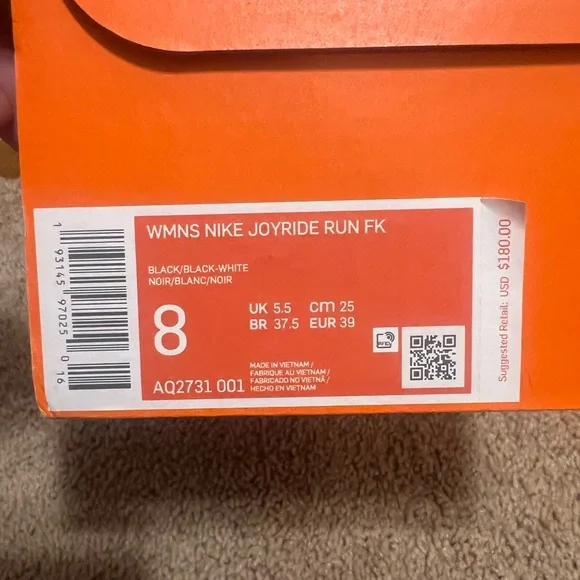 WMNS NIKE JOYRIDE RUN FK
BLACK/BLACK-WHITE
NOIR/BLANC/NOIR
8
UK 5.5 cm 25
BR 37.5 EUR 39
AQ2731 001
MADE IN VIETNAM /
FABRIQUE AU VIETNAM /
FABRICADO NO VIETNÃ /
HECHO EN VIETNAM
RFID
1 93145 97025 0 16
Suggested Retail: USD $180.00